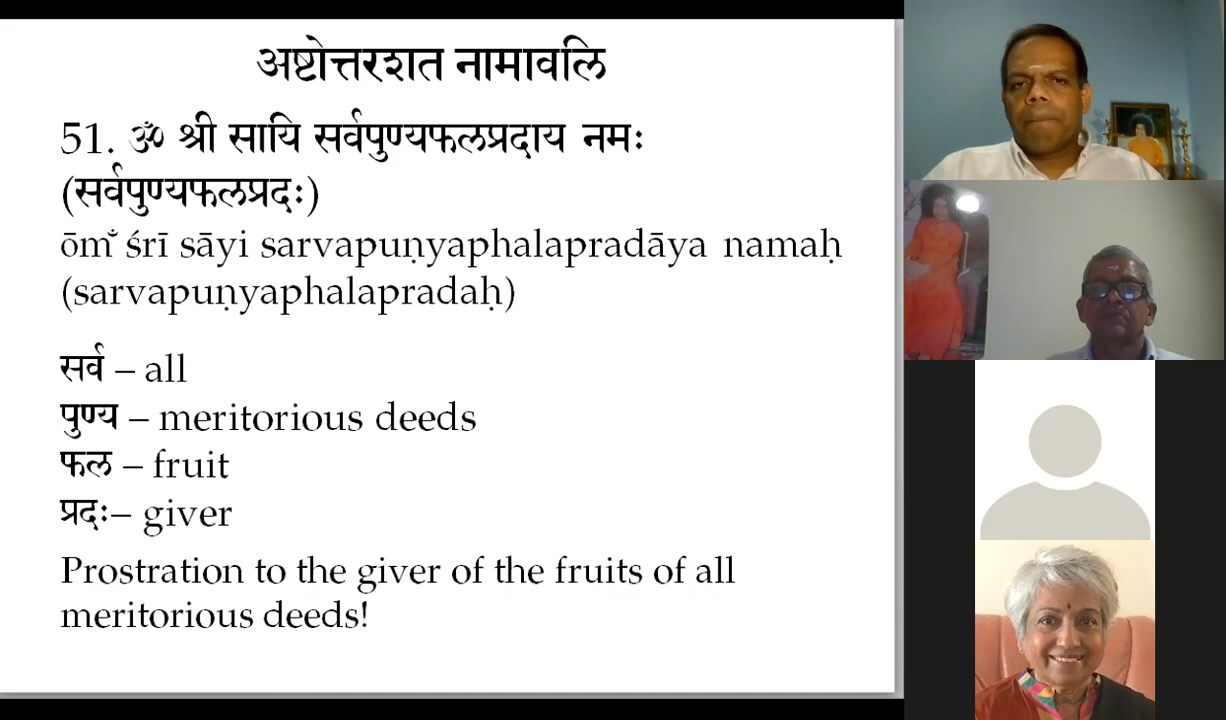 अष्टोत्तरशत नामावलि
51. ॐ श्री सायि सर्वपुण्यफलप्रदाय नमः
(सर्वपुण्यफलप्रदः)
ōm̐ śrī sāyi sarvapuṇyaphalapradāya namaḥ
(sarvapuṇyaphalapradaḥ)
सर्व – all
पुण्य – meritorious deeds
फल – fruit
प्रदः– giver
Prostration to the giver of the fruits of all
meritorious deeds!